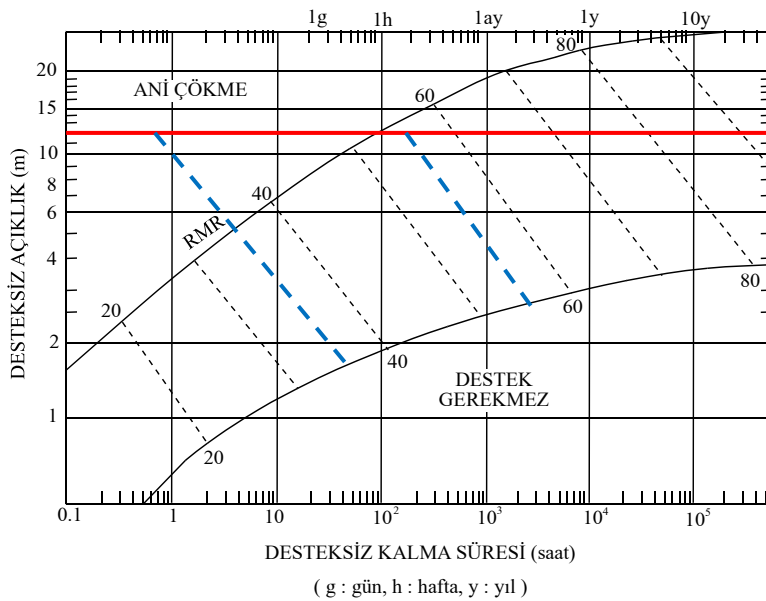 1g 1h 1ay 1y 10y
DESTEKSİZ AÇIKLIK (m)
20
15
10
8
6
4
2
1
ANİ ÇÖKME
RMR
20
40
60
80
20
40
60
80
DESTEK
GEREKMEZ
0.1 1 10 10² 10³ 10⁴ 10⁵
DESTEKSİZ KALMA SÜRESİ (saat)
( g : gün, h : hafta, y : yıl )